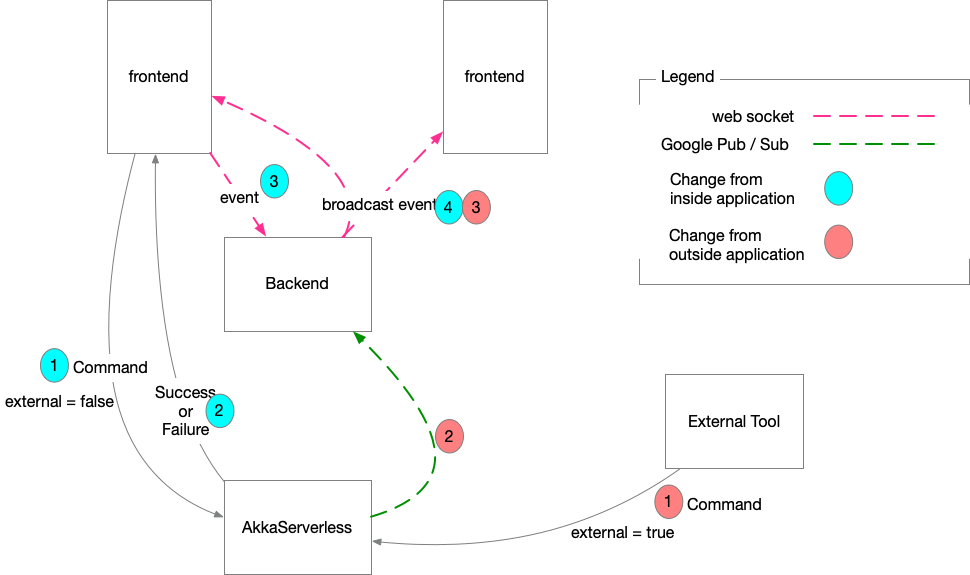 frontend
frontend
Legend
web socket
Google Pub / Sub
Change from
inside application
Change from
outside application
3
event
broadcast event
4
3
Backend
1
Command
external = false
Success
or
Failure
2
2
External Tool
1
Command
external = true
AkkaServerless